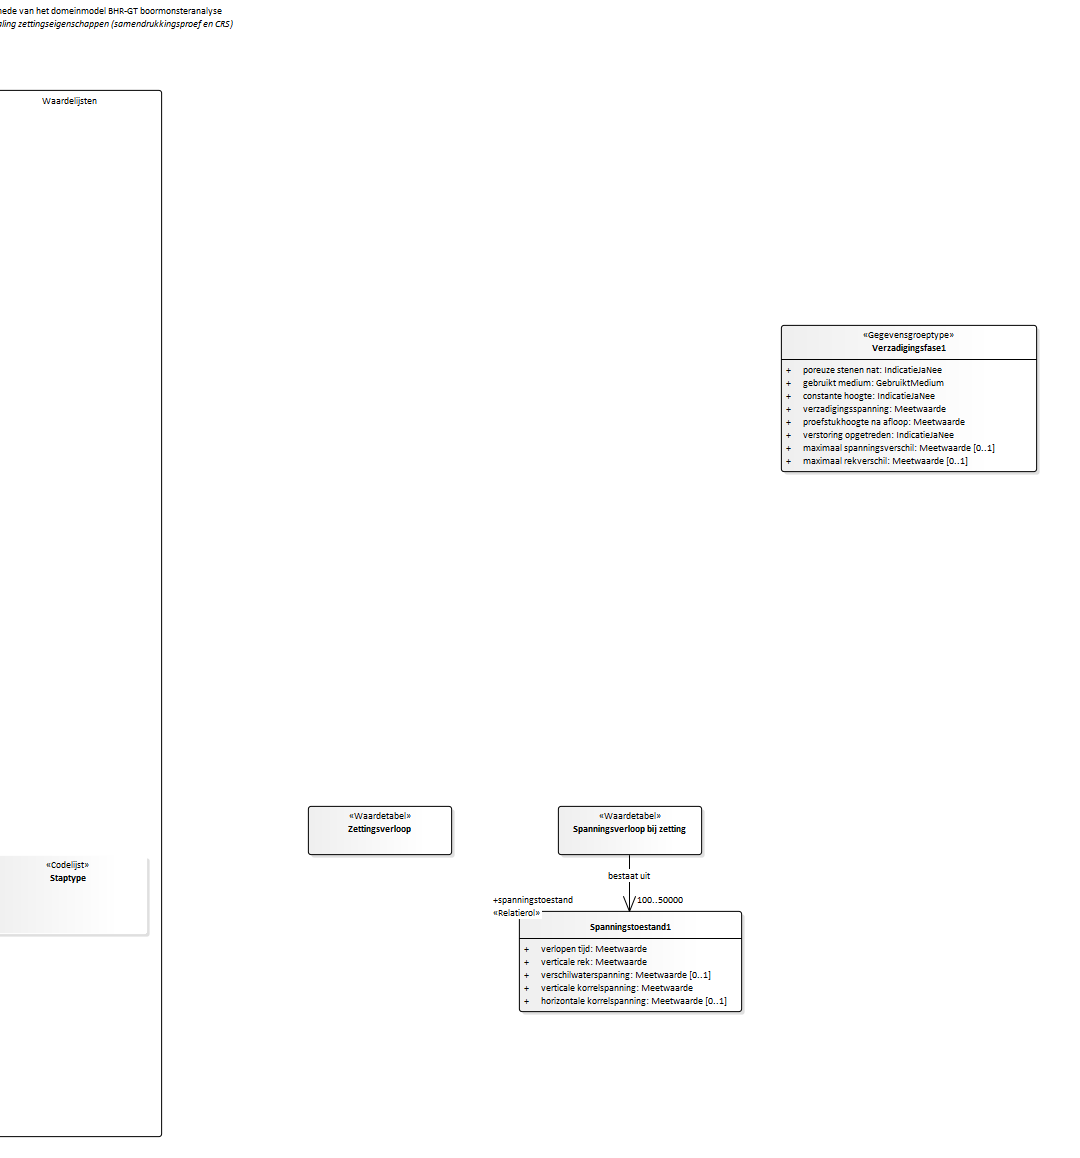 van het domeinmodel BHR-GT boormonsteranalyse
zettingseigenschappen (samendrukkingsproef en CRS)
Waardelijsten
«Gegevensgroeptype»
Verzadigingsfase1
+ poreuze stenen nat: IndicatieJaNee
+ gebruikt medium: GebruiktMedium
+ constante hoogte: IndicatieJaNee
+ verzadigingsspanning: Meetwaarde
+ proefstukhoogte na afloop: Meetwaarde
+ verstoring opgetreden: IndicatieJaNee
+ maximaal spanningsverschil: Meetwaarde [0..1]
+ maximaal rekverschil: Meetwaarde [0..1]
«Waardetabel»
Zettingsverloop
«Waardetabel»
Spanningsverloop bij zetting
«Codelijst»
Staptype
bestaat uit
+spanningstoestand
100..50000
«Relatierol»
Spanningstoestand1
+ verlopen tijd: Meetwaarde
+ verticale rek: Meetwaarde
+ verschilwaterspanning: Meetwaarde [0..1]
+ verticale korrelspanning: Meetwaarde
+ horizontale korrelspanning: Meetwaarde [0..1]